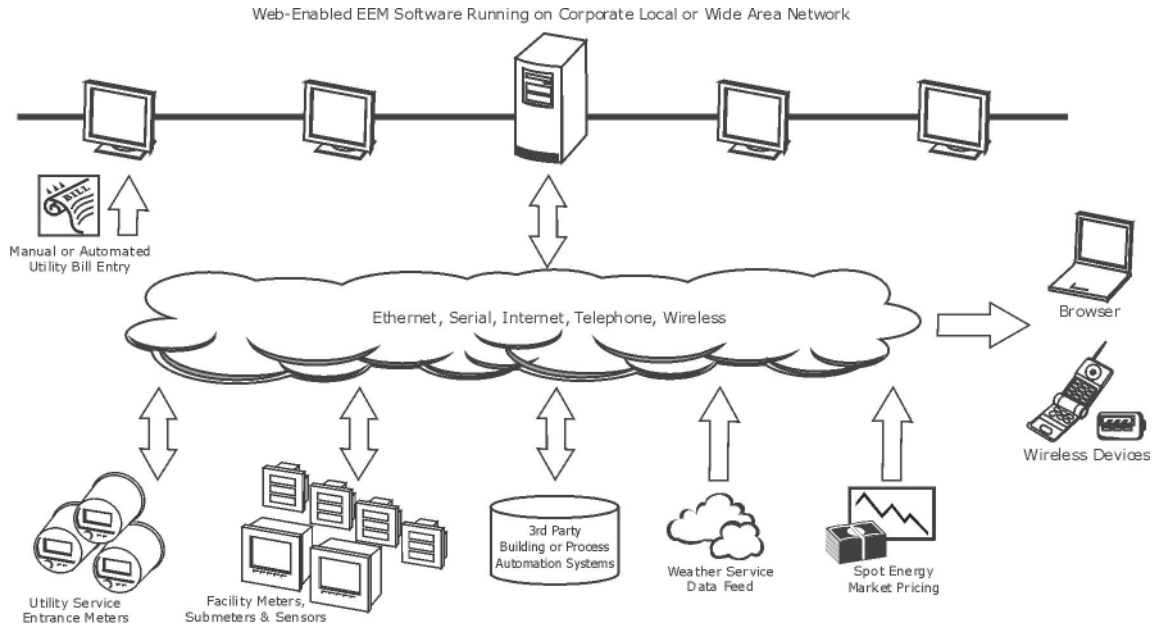 Web-Enabled EEM Software Running on Corporate Local or Wide Area Network
BILL
Manual or Automated
Utility Bill Entry
Ethernet, Serial, Internet, Telephone, Wireless
Browser
Wireless Devices
Utility Service
Entrance Meters
Facility Meters,
Submeters & Sensors
3rd Party
Building or Process
Automation Systems
Weather Service
Data Feed
Spot Energy
Market Pricing